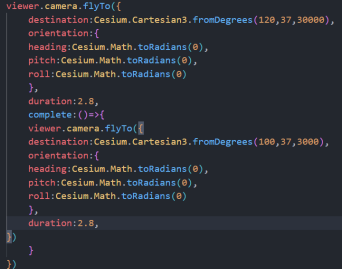 viewer.camera.flyTo({
destination:Cesium.Cartesian3.fromDegrees(120,37,30000),
orientation:{
heading:Cesium.Math.toRadians(0),
pitch:Cesium.Math.toRadians(0),
roll:Cesium.Math.toRadians(0)
},
duration:2.8,
complete:()=>{
viewer.camera.flyTo({
destination:Cesium.Cartesian3.fromDegrees(100,37,3000),
orientation:{
heading:Cesium.Math.toRadians(0),
pitch:Cesium.Math.toRadians(0),
roll:Cesium.Math.toRadians(0)
},
duration:2.8,
})
}
})